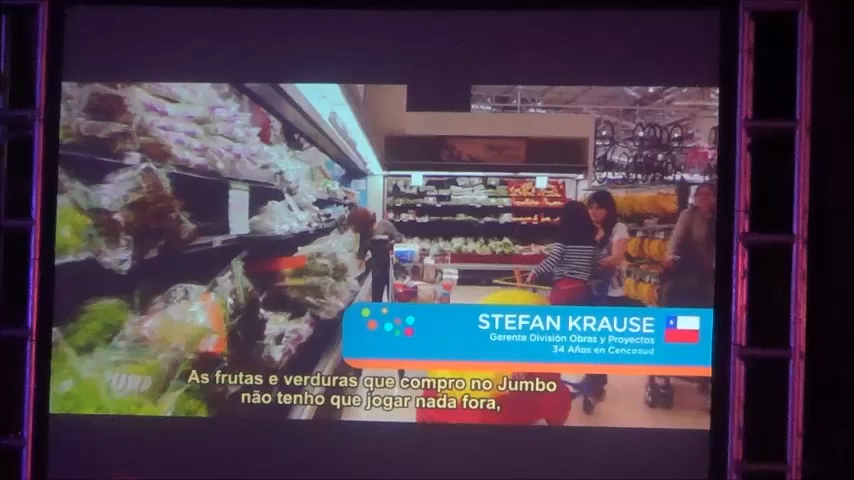 STEFAN KRAUSE
Gerente División Obras y Proyectos
34 Años en Cencosud
As frutas e verduras que compro no Jumbo
não tenho que jogar nada fora,